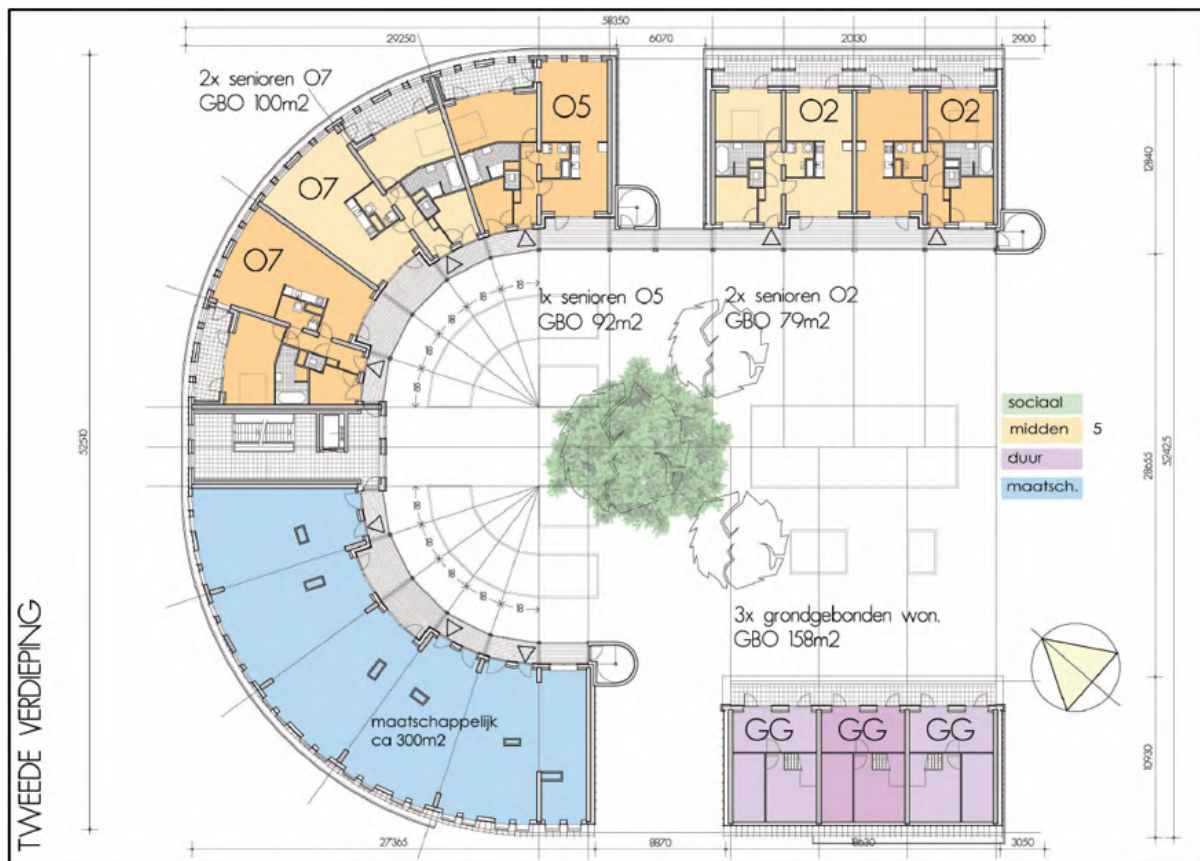 58350
29250
6070
20130
2900
2x senioren O7
GBO 100m2
O5
O2
O2
O7
O7
12840
1x senioren O5
GBO 92m2
2x senioren O2
GBO 79m2
sociaal
midden 5
duur
maatsch.
52510
28655
52425
3x grondgebonden won.
GBO 158m2
maatschappelijk
ca 300m2
GG
GG
GG
10930
TWEEDE VERDIEPING
27365
8870
18630
3050